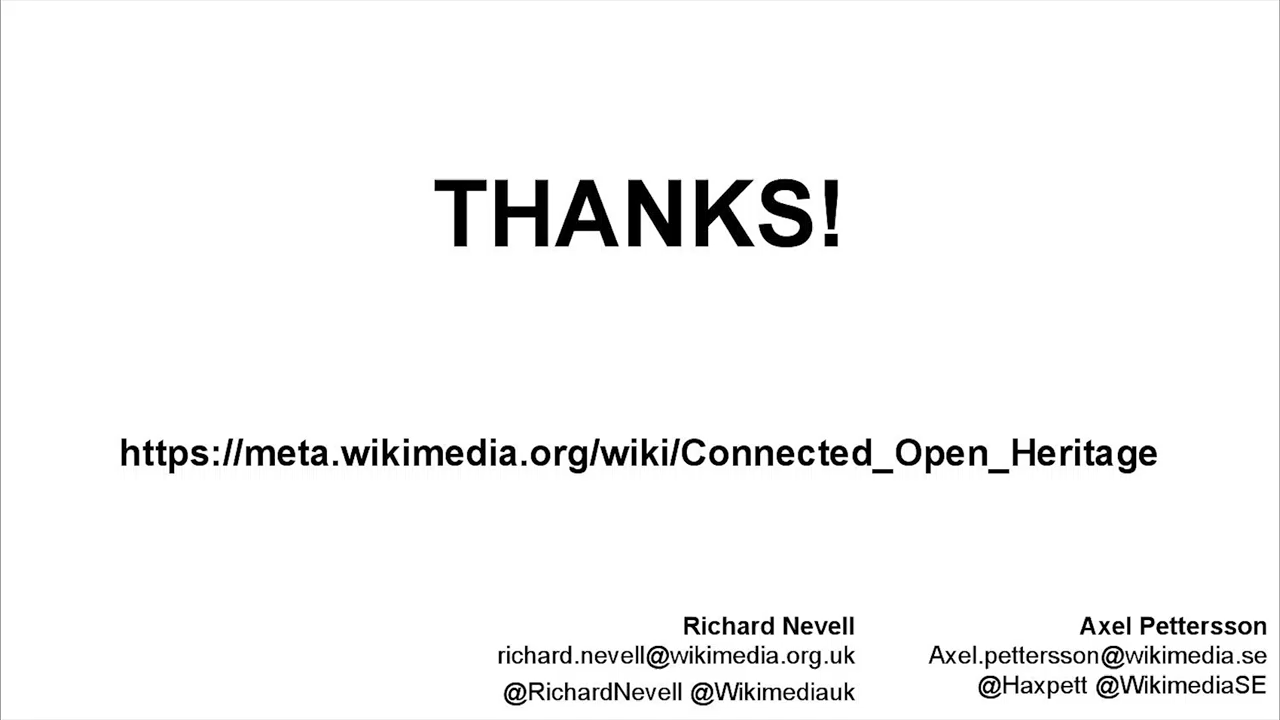 THANKS!
https://meta.wikimedia.org/wiki/Connected_Open_Heritage
Richard Nevell
richard.nevell@wikimedia.org.uk
@RichardNevell @Wikimediauk
Axel Pettersson
Axel.pettersson@wikimedia.se
@Haxpett @WikimediaSE